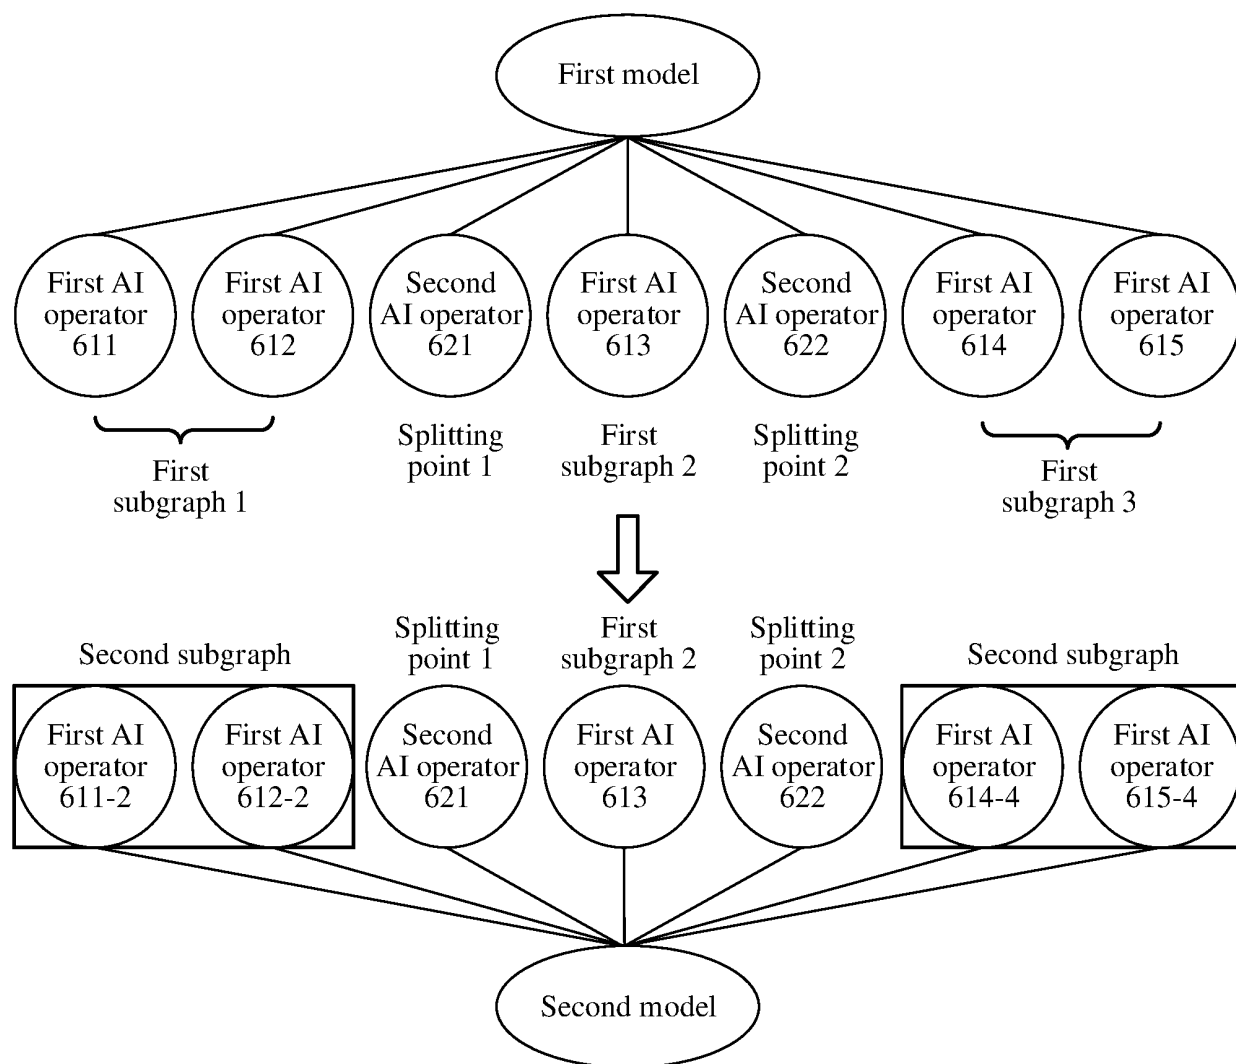 First model
First AI
operator
611
First AI
operator
612
Second
AI operator
621
First AI
operator
613
Second
AI operator
622
First AI
operator
614
First AI
operator
615
First
subgraph 1
Splitting
point 1
First
subgraph 2
Splitting
point 2
First
subgraph 3
Second subgraph
Splitting
point 1
First
subgraph 2
Splitting
point 2
Second subgraph
First AI
operator
611-2
First AI
operator
612-2
Second
AI operator
621
First AI
operator
613
Second
AI operator
622
First AI
operator
614-4
First AI
operator
615-4
Second model